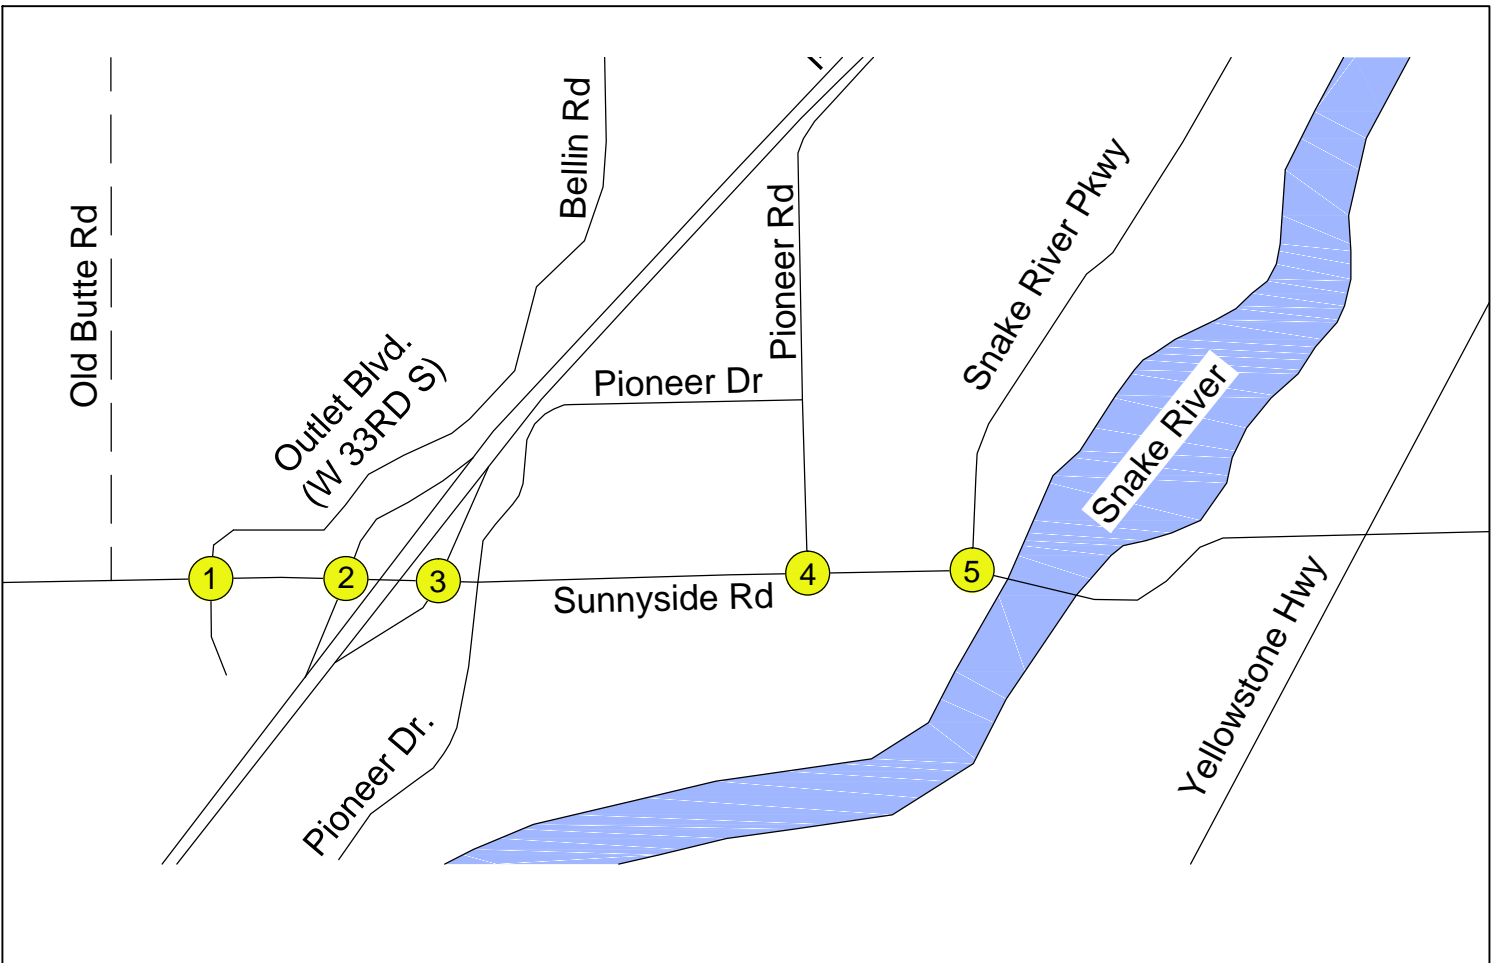 Old Butte Rd
Outlet Blvd.
(W 33RD S)
Bellin Rd
Pioneer Dr
Pioneer Rd
Snake River Pkwy
Snake River
1
2
3
4
5
Sunnyside Rd
Pioneer Dr.
Yellowstone Hwy